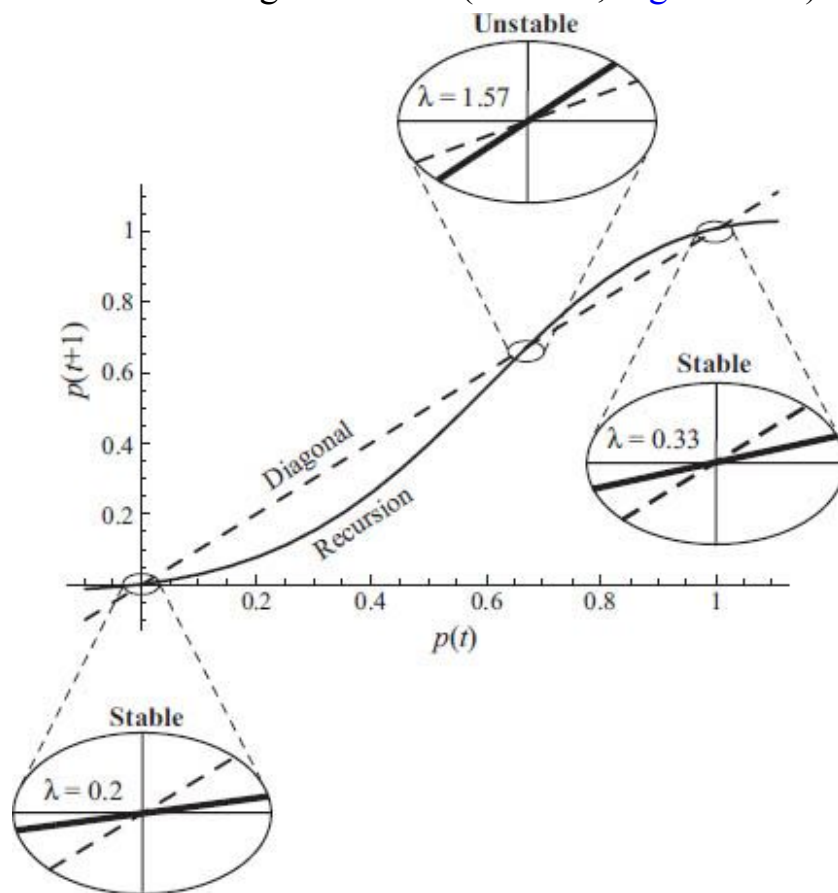 Unstable
λ = 1.57
1
0.8
0.6
0.4
0.2
p(t+1)
Diagonal
Recursion
Stable
λ = 0.33
0.2
0.4
0.6
0.8
1
p(t)
Stable
λ = 0.2